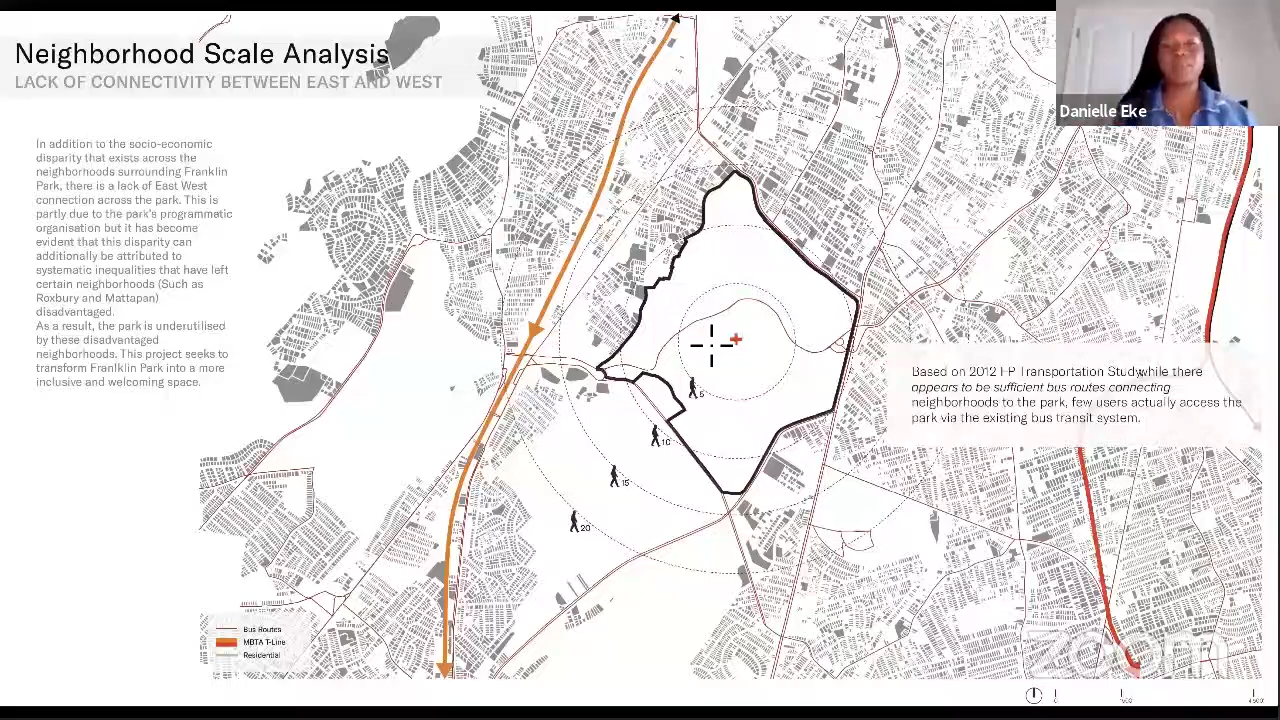 Neighborhood Scale Analysis
LACK OF CONNECTIVITY BETWEEN EAST AND WEST
Danielle Eke
In addition to the socio-economic
disparity that exists across the
neighborhoods surrounding Franklin
Park, there is a lack of East West
connection across the park. This is
partly due to the park's programmatic
organisation but it has become
evident that this disparity can
additionally be attributed to
systematic inequalities that have left
certain neighborhoods (Such as
Roxbury and Mattapan)
disadvantaged.
As a result, the park is underutilised
by these disadvantaged
neighborhoods. This project seeks to
transform Franlklin Park into a more
inclusive and welcoming space.
Based on 2012 FP Transportation Study,while there
appears to be sufficient bus routes connecting
neighborhoods to the park, few users actually access the
park via the existing bus transit system.
5
10
15
20
Bus Routes
MBTA T-Line
Residential
zoom
0